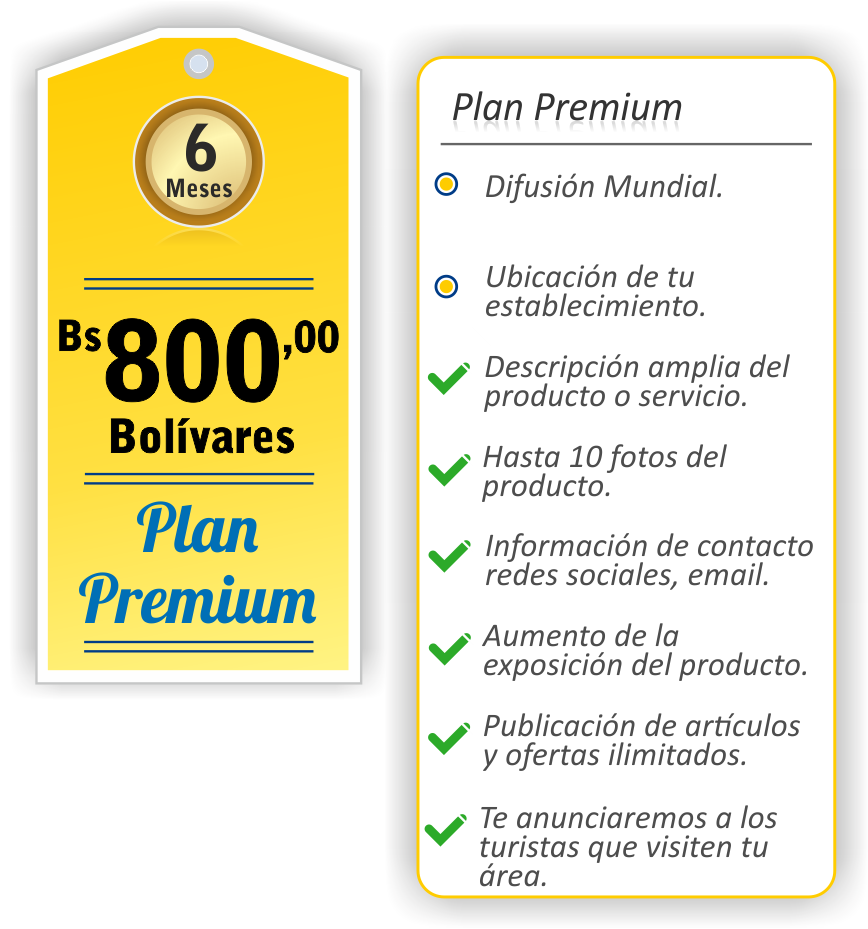 6
Meses
Bs800,00
Bolívares
Plan
Premium
Plan Premium
Difusión Mundial.
Ubicación de tu
establecimiento.
Descripción amplia del
producto o servicio.
Hasta 10 fotos del
producto.
Información de contacto
redes sociales, email.
Aumento de la
exposición del producto.
Publicación de artículos
y ofertas ilimitados.
Te anunciaremos a los
turistas que visiten tu
área.